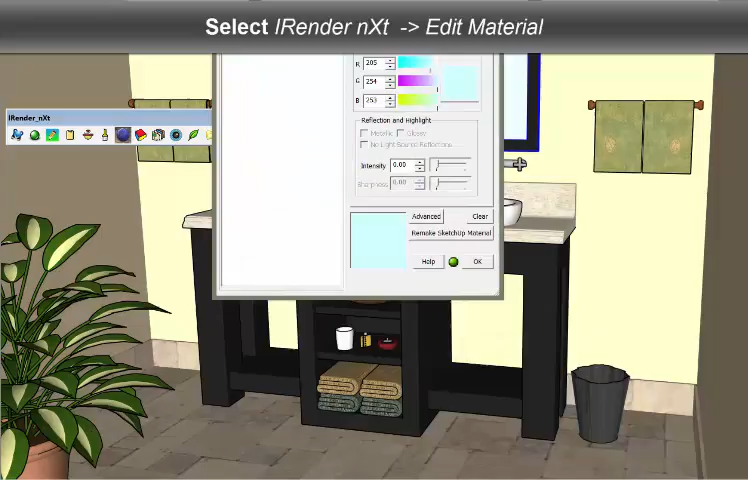 Select IRender nXt -> Edit Material
R 205
G 254
IRender_nXt
B 253
Reflection and Highlight
Metallic Glossy
No Light Source Reflections...
Intensity 0.00
Sharpness 0.00
Advanced Clear
Remake SketchUp Material
Help OK